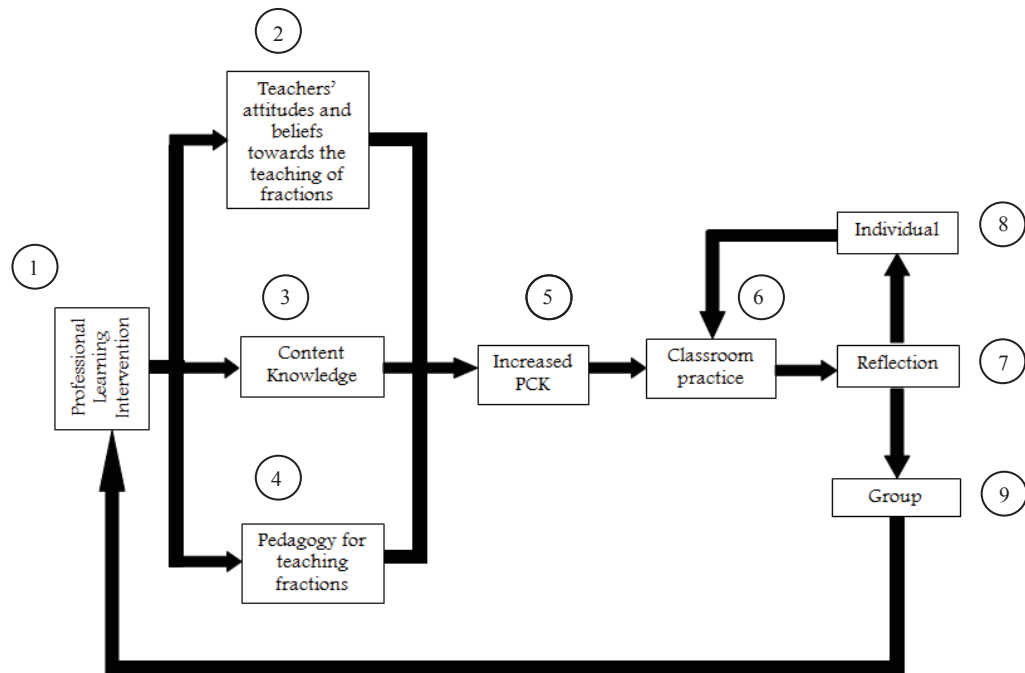 2
Teachers’
attitudes and
beliefs
towards the
teaching of
fractions
1
Professional
Learning
Intervention
3
Content
Knowledge
4
Pedagogy for
teaching
fractions
5
Increased
PCK
6
Classroom
practice
Individual
8
Reflection
7
Group
9